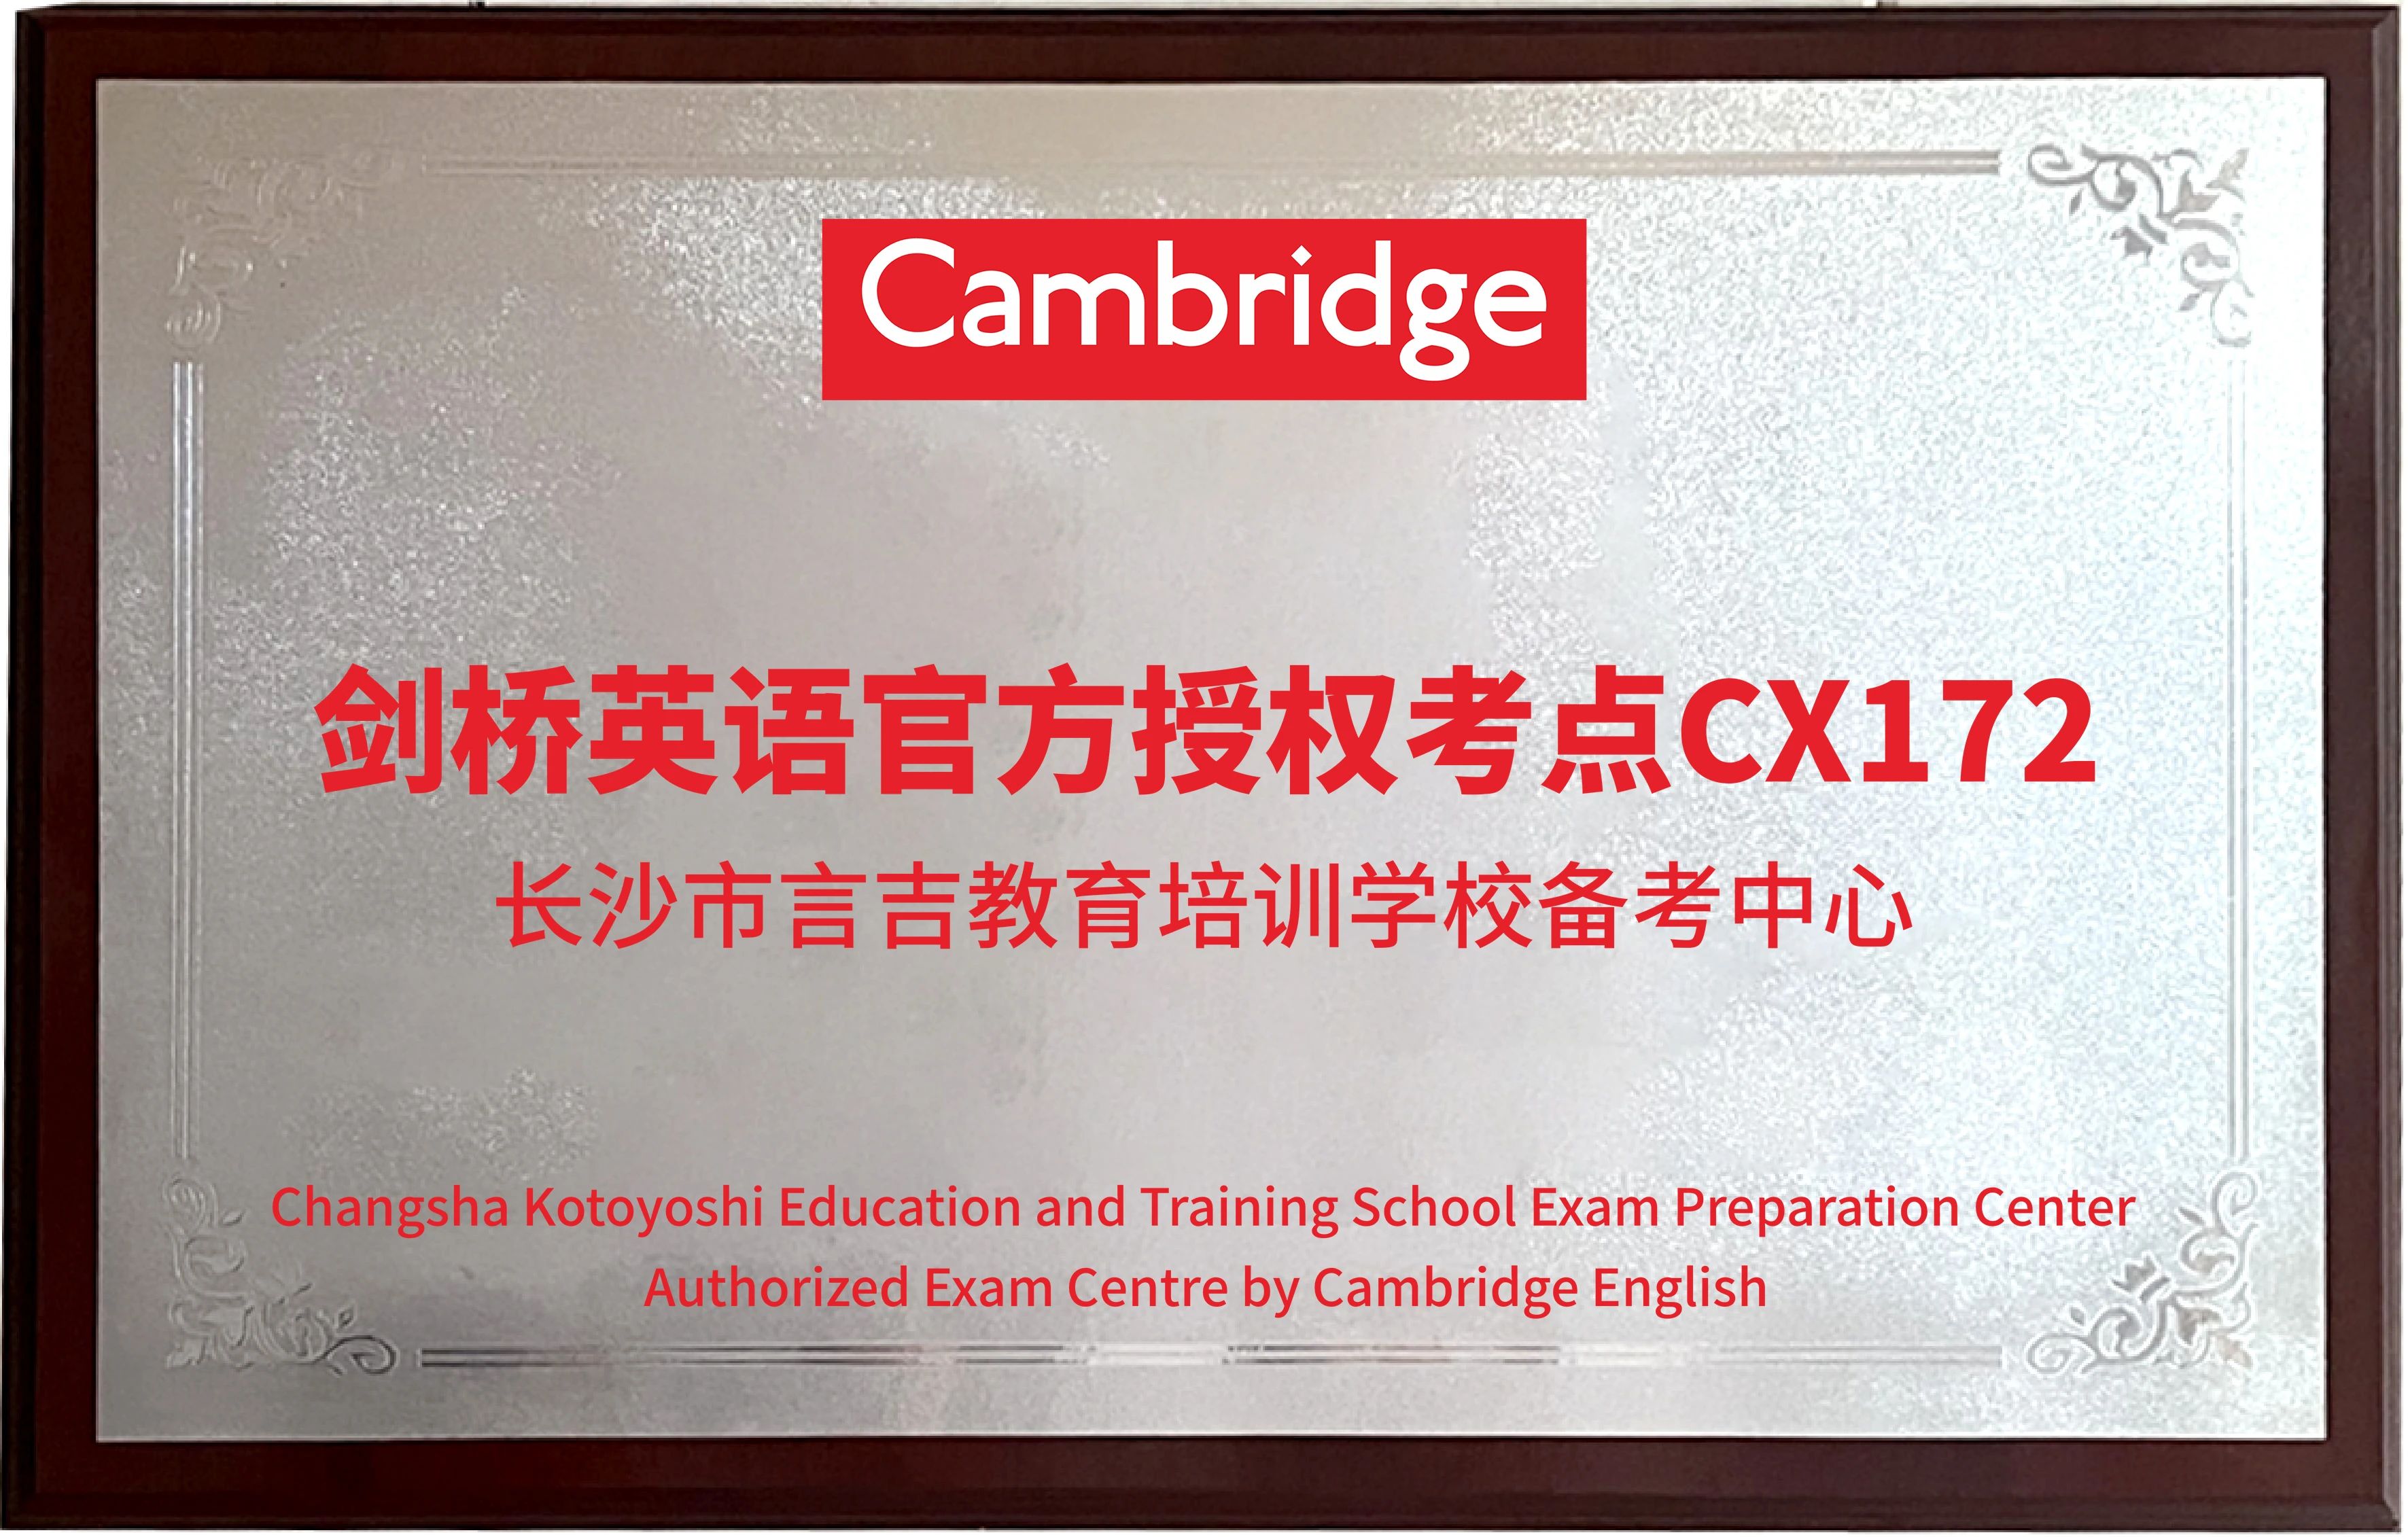 Cambridge
剑桥英语官方授权考点CX172
长沙市言吉教育培训学校备考中心
Changsha Kotoyoshi Education and Training School Exam Preparation Center
Authorized Exam Centre by Cambridge English